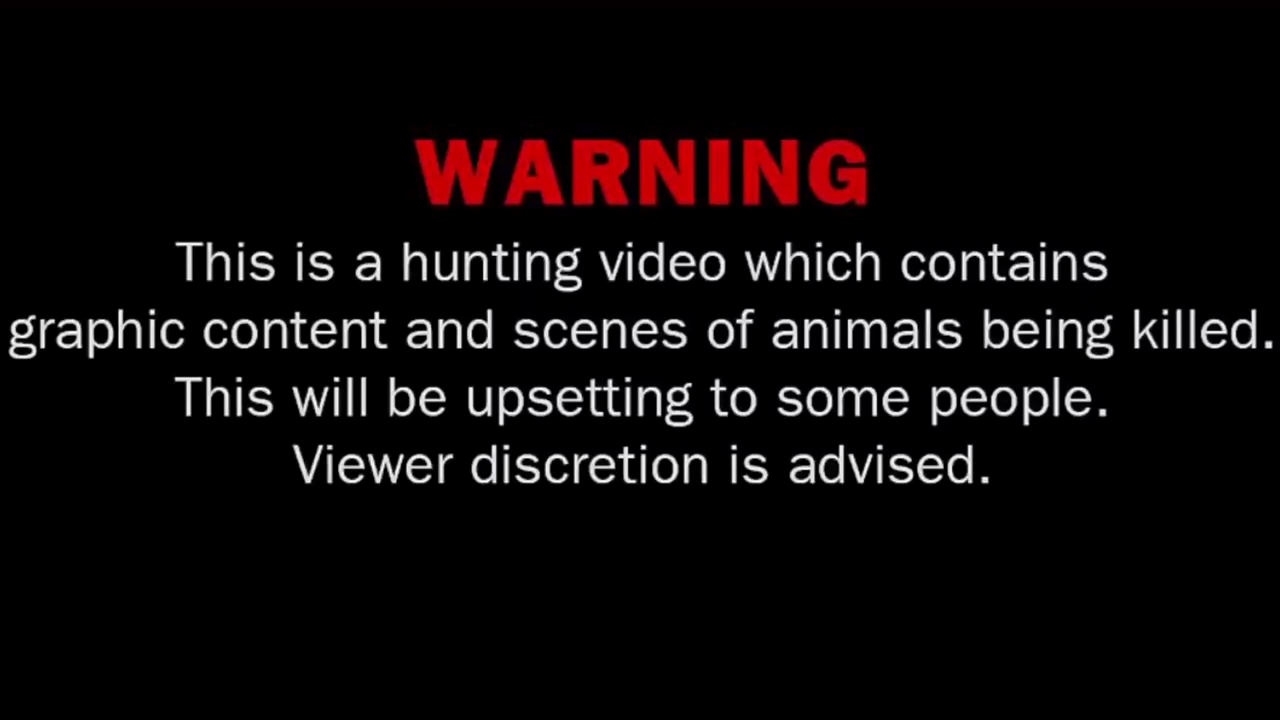 WARNING
This is a hunting video which contains
graphic content and scenes of animals being killed.
This will be upsetting to some people.
Viewer discretion is advised.